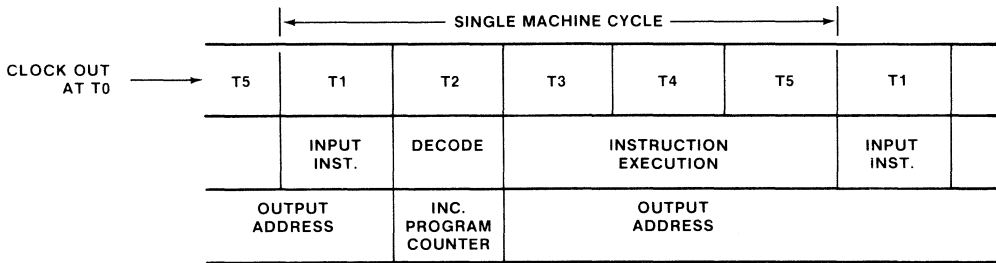 SINGLE MACHINE CYCLE
CLOCK OUT
AT T0
T5 T1 T2 T3 T4 T5 T1
INPUT
INST.
DECODE
INSTRUCTION
EXECUTION
INPUT
INST.
OUTPUT
ADDRESS
INC.
PROGRAM
COUNTER
OUTPUT
ADDRESS